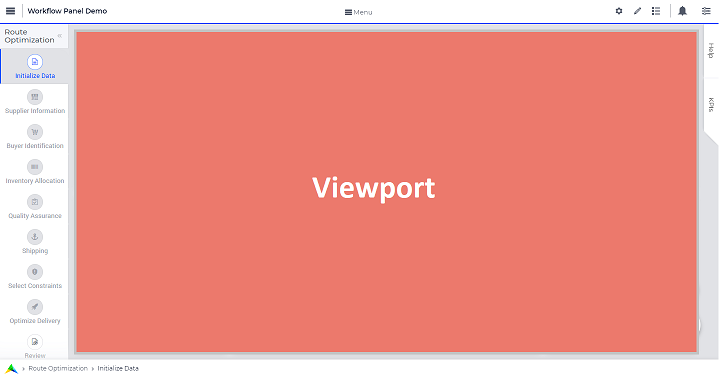 Workflow Panel Demo
Menu
Route
Optimization
Initialize Data
Supplier Information
Buyer Identification
Inventory Allocation
Quality Assurance
Shipping
Select Constraints
Optimize Delivery
Review
Viewport
Help
KPIs
Route Optimization
Initialize Data